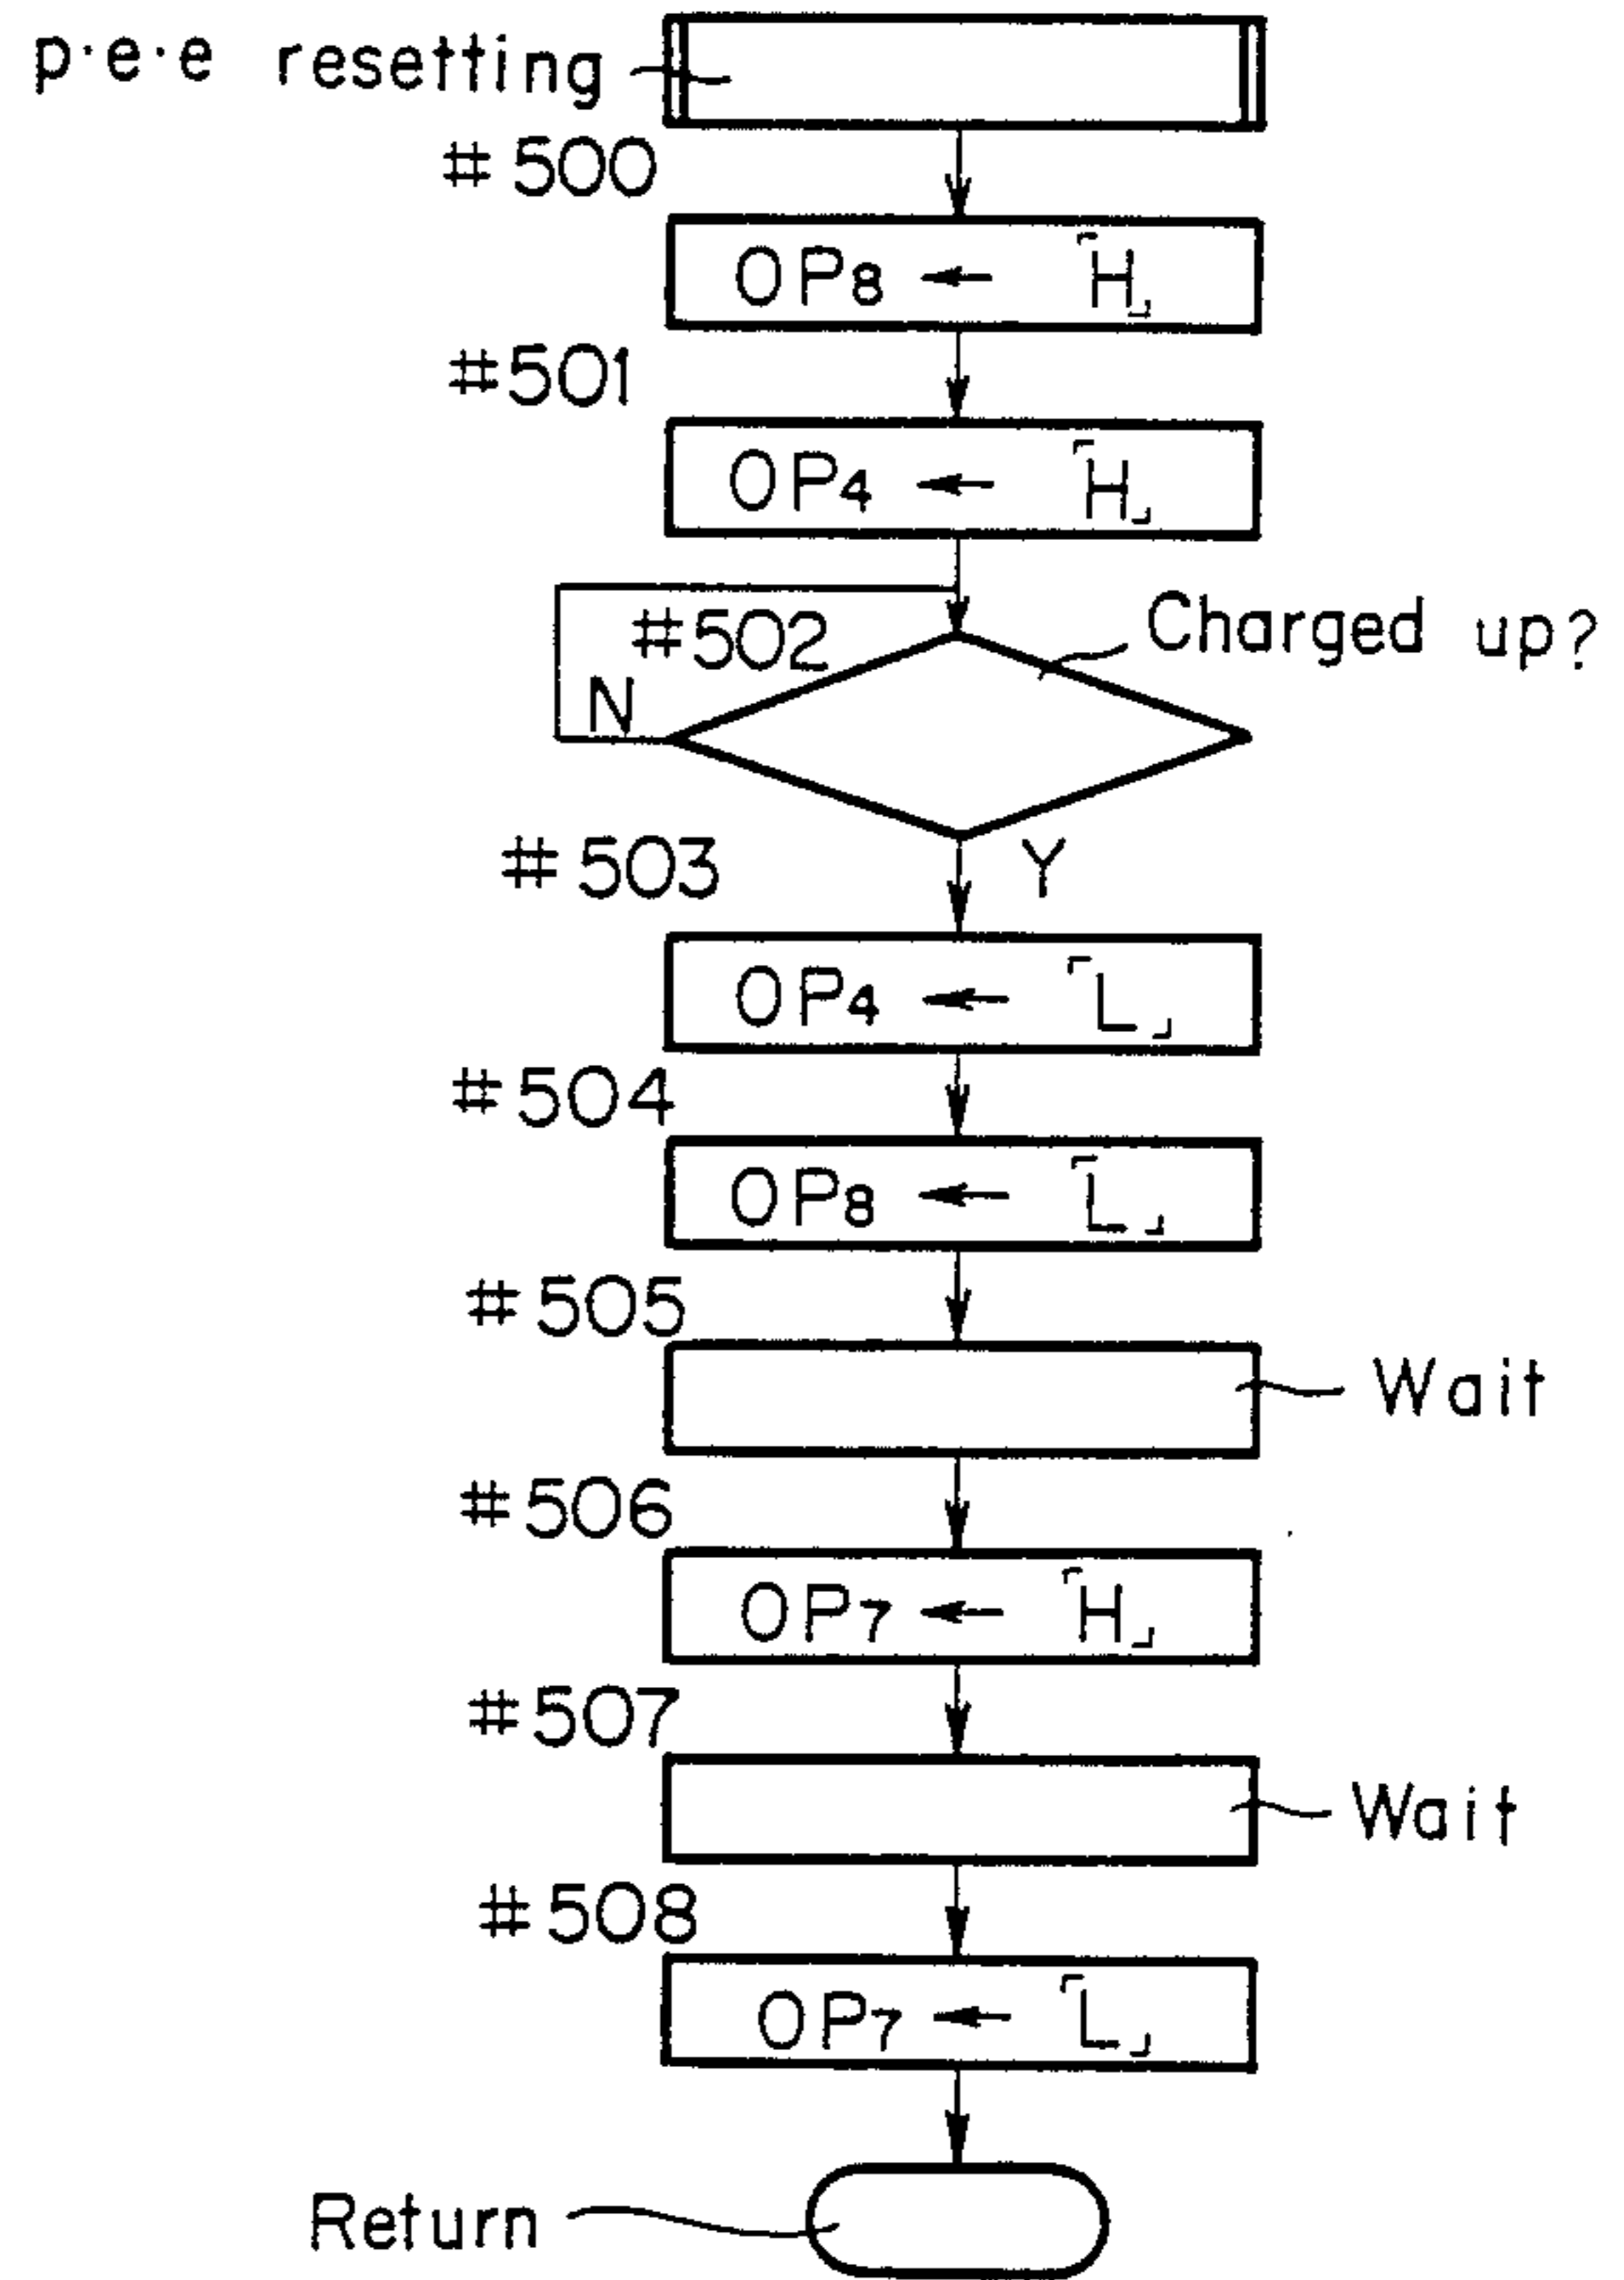 p·e·e resetting
#500
OP8 ← 「H」
#501
OP4 ← 「H」
#502
Charged up?
N
#503
Y
OP4 ← 「L」
#504
OP8 ← 「L」
#505
Wait
#506
OP7 ← 「H」
#507
Wait
#508
OP7 ← 「L」
Return